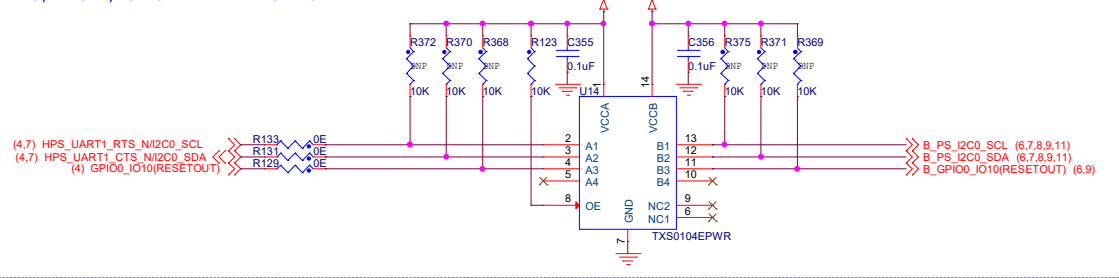 R372 R370 R368 R123 C355 C356 R375 R371 R369
DNP DNP DNP 0.1uF 0.1uF DNP DNP DNP
10K 10K 10K 10K 10K 10K 10K
U14 1 14
VCCA VCCB
(4,7) HPS_UART1_RTS_N/I2C0_SCL R133 0E 2 A1 B1 13 B_PS_I2C0_SCL (6,7,8,9,11)
(4,7) HPS_UART1_CTS_N/I2C0_SDA R131 0E 3 A2 B2 12 B_PS_I2C0_SDA (6,7,8,9,11)
(4) GPIO0_IO10(RESETOUT) R129 0E 4 A3 B3 11 B_GPIO0_IO10(RESETOUT) (6,9)
5 A4 B4 10
8 OE NC2 9
GND NC1 6
7 TXS0104EPWR